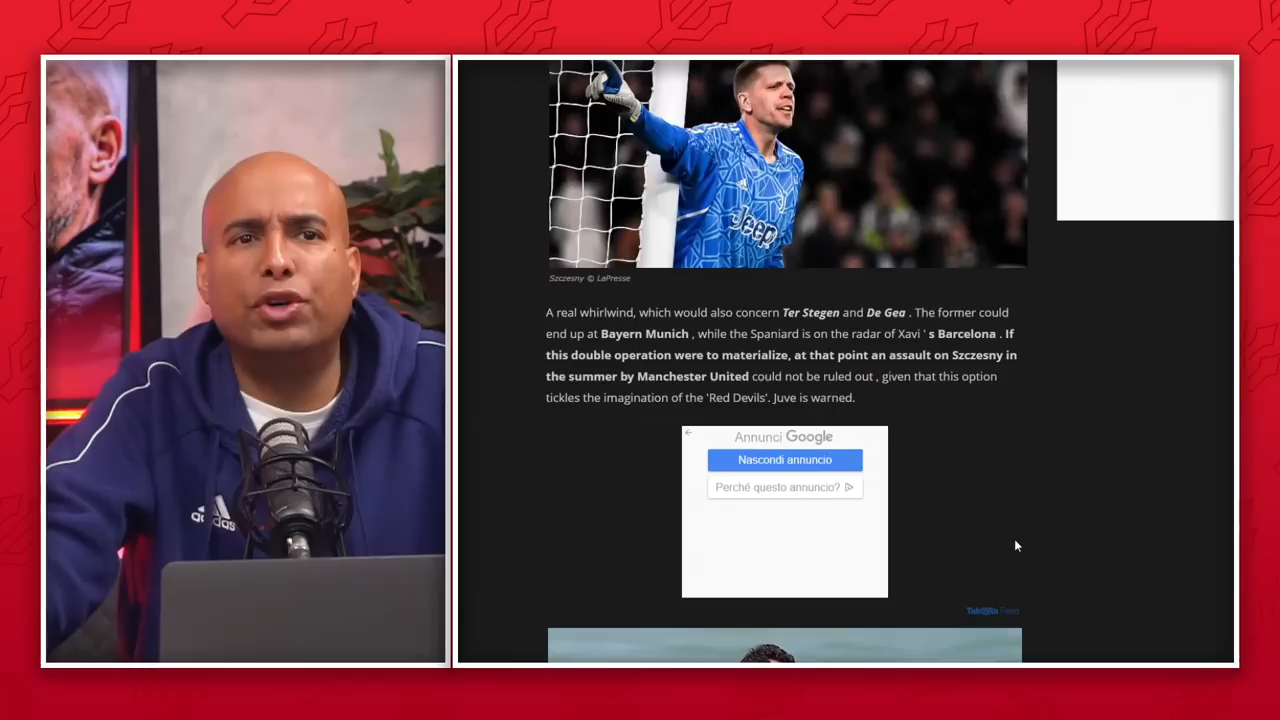 Jeep
Szczesny © LaPresse
A real whirlwind, which would also concern Ter Stegen and De Gea . The former could
end up at Bayern Munich , while the Spaniard is on the radar of Xavi ' s Barcelona . If
this double operation were to materialize, at that point an assault on Szczesny in
the summer by Manchester United could not be ruled out , given that this option
tickles the imagination of the 'Red Devils'. Juve is warned.
Annunci Google
Nascondi annuncio
Perché questo annuncio?
Feed
adidas